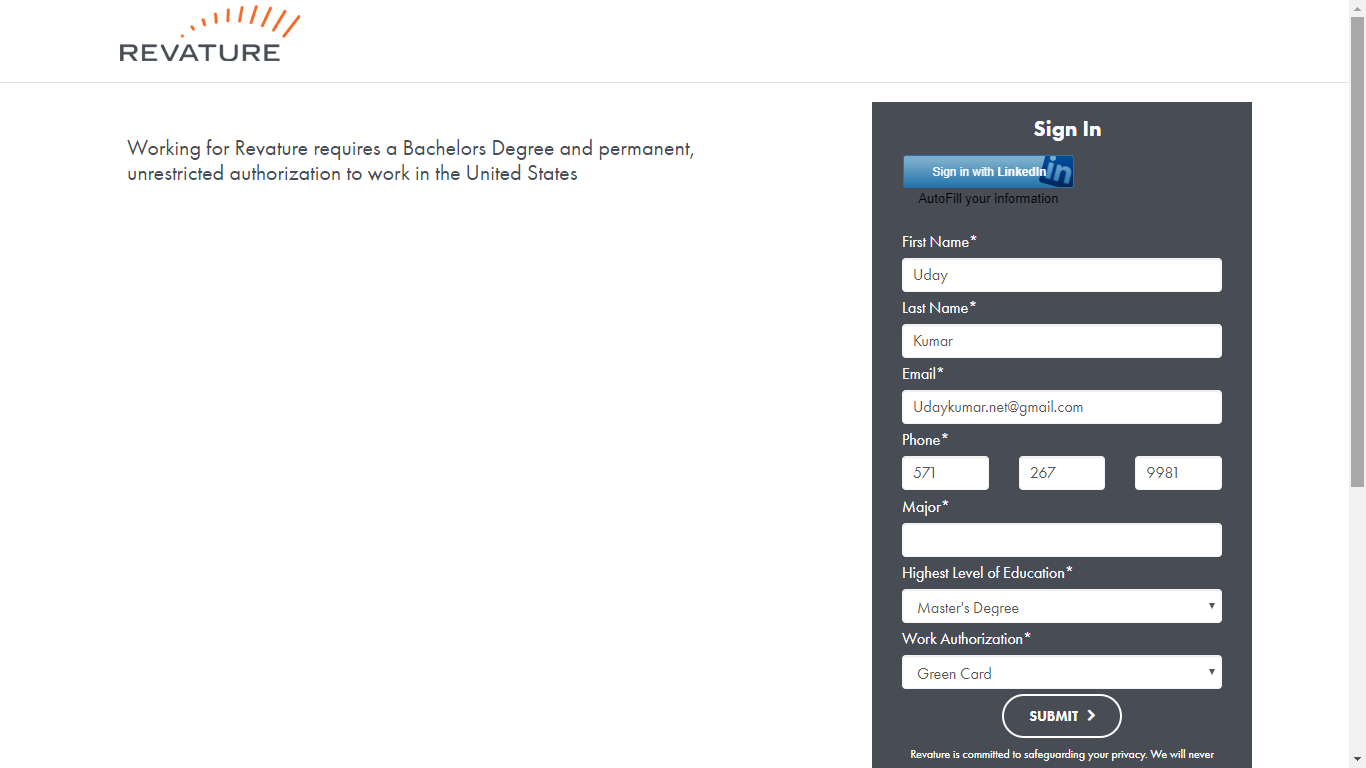 REVATURE
Working for Revature requires a Bachelors Degree and permanent,
unrestricted authorization to work in the United States
Sign In
Sign in with LinkedIn
in
AutoFill your information
First Name*
Uday
Last Name*
Kumar
Email*
Udaykumar.net@gmail.com
Phone*
571 267 9981
Major*
Highest Level of Education*
Master's Degree
Work Authorization*
Green Card
SUBMIT
Revature is committed to safeguarding your privacy. We will never